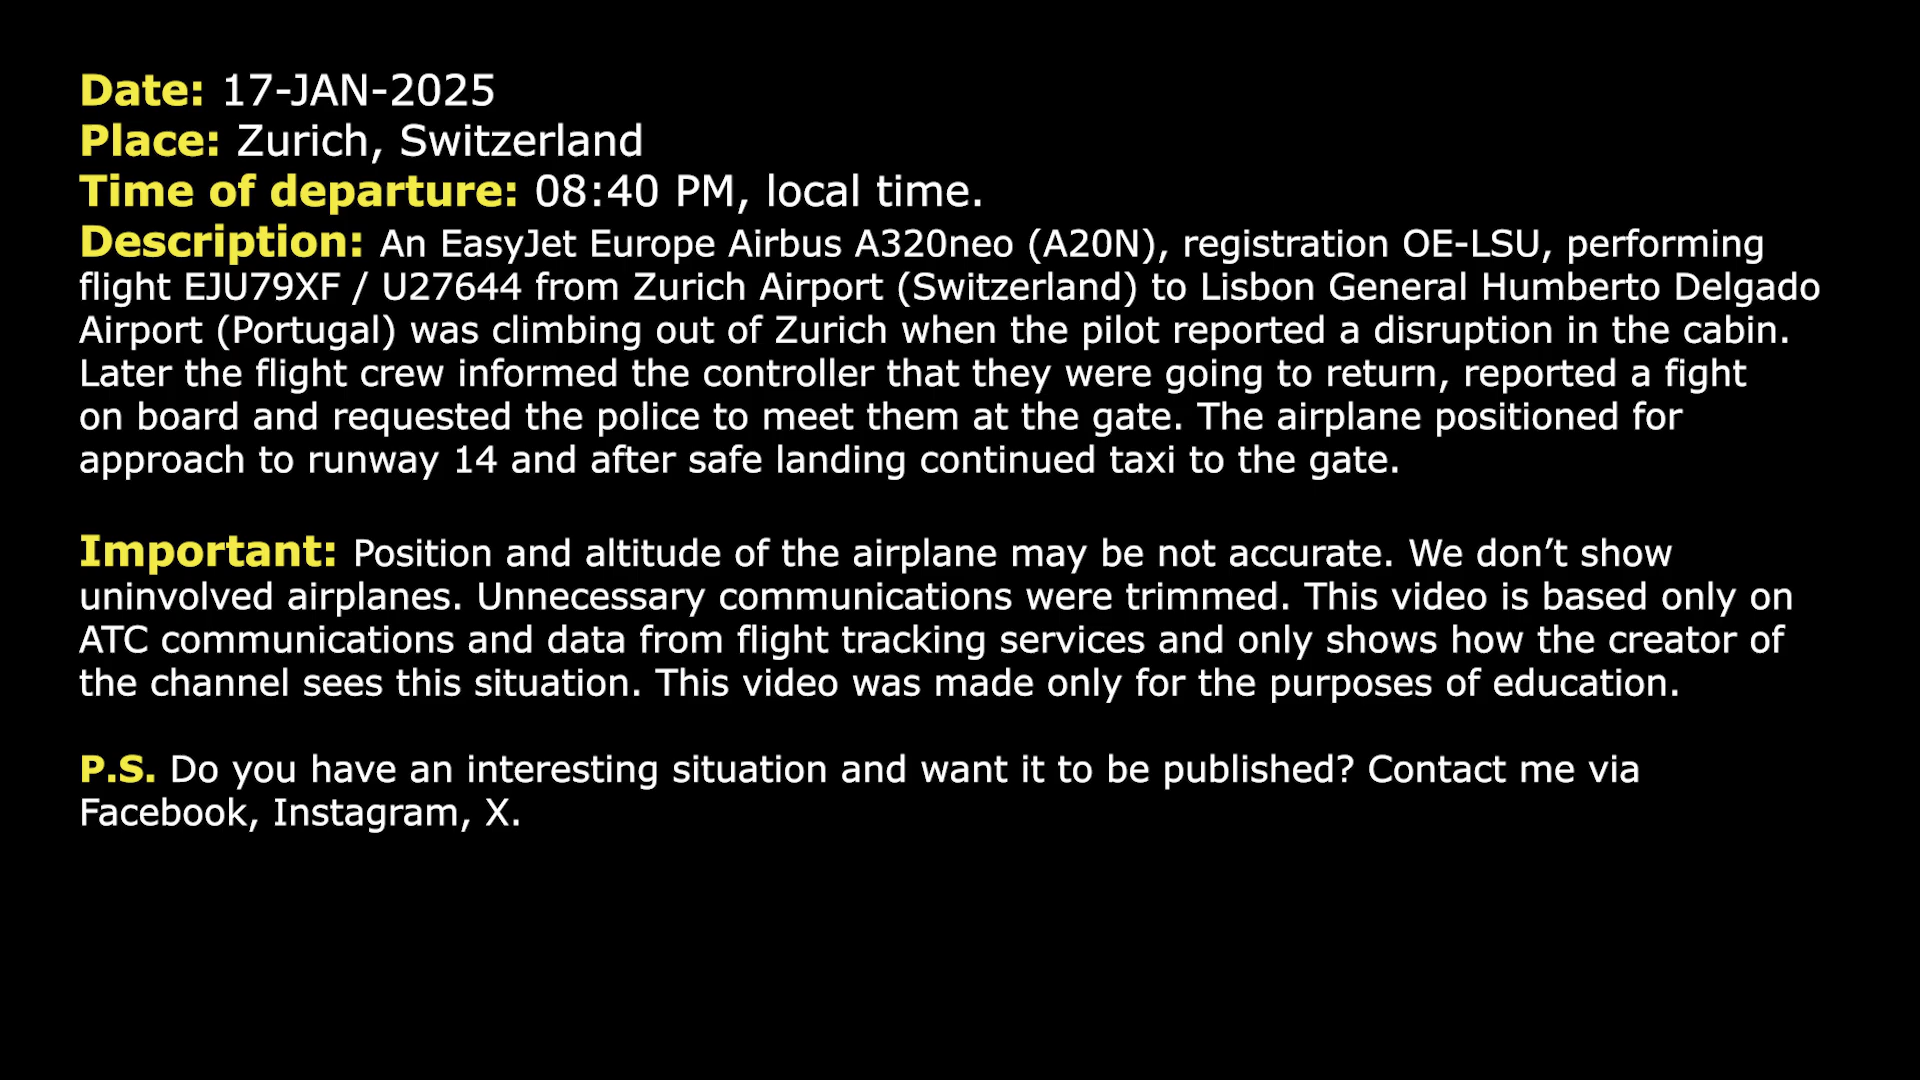 Date: 17-JAN-2025
Place: Zurich, Switzerland
Time of departure: 08:40 PM, local time.
Description: An EasyJet Europe Airbus A320neo (A20N), registration OE-LSU, performing
flight EJU79XF / U27644 from Zurich Airport (Switzerland) to Lisbon General Humberto Delgado
Airport (Portugal) was climbing out of Zurich when the pilot reported a disruption in the cabin.
Later the flight crew informed the controller that they were going to return, reported a fight
on board and requested the police to meet them at the gate. The airplane positioned for
approach to runway 14 and after safe landing continued taxi to the gate.
Important: Position and altitude of the airplane may be not accurate. We don’t show
uninvolved airplanes. Unnecessary communications were trimmed. This video is based only on
ATC communications and data from flight tracking services and only shows how the creator of
the channel sees this situation. This video was made only for the purposes of education.
P.S. Do you have an interesting situation and want it to be published? Contact me via
Facebook, Instagram, X.